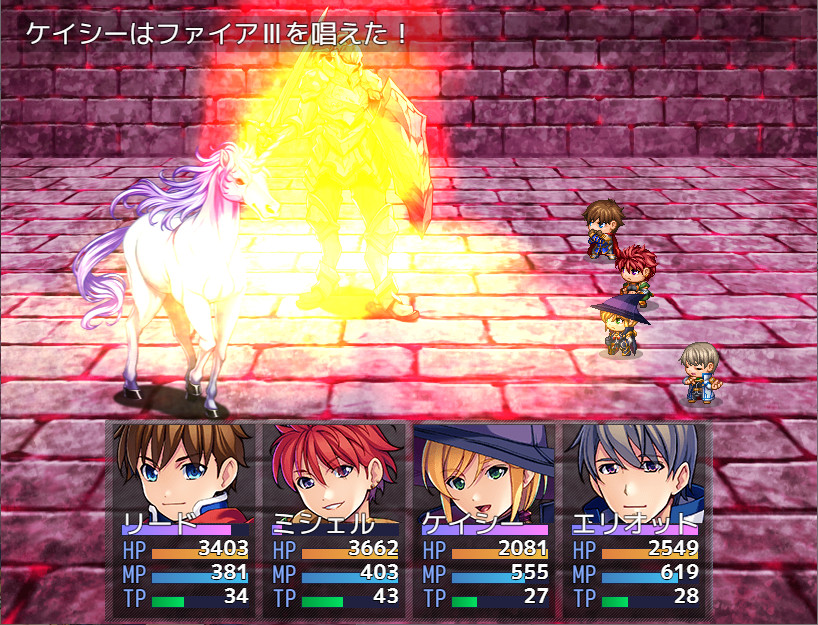 ケイシーはファイアⅢを唱えた！
リード ミシェル ケイシー エリオット
HP 3403 HP 3662 HP 2081 HP 2549
MP 381 MP 403 MP 555 MP 619
TP 34 TP 43 TP 27 TP 28